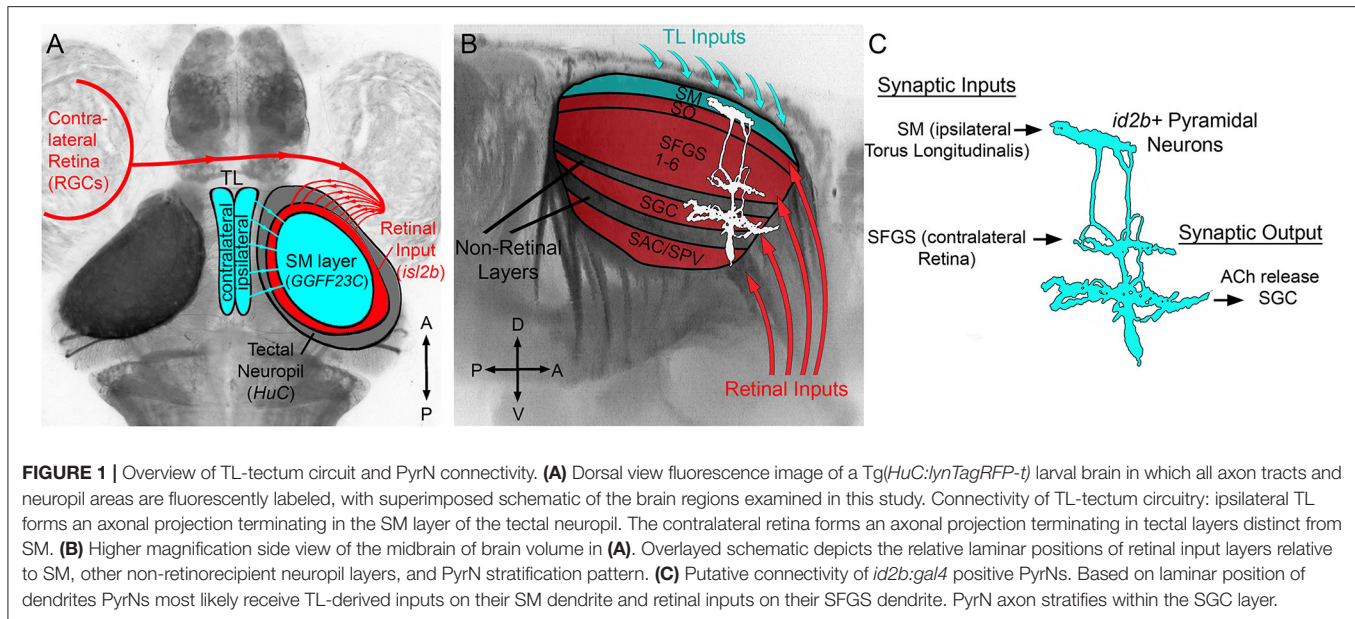 A
Contra-
lateral
Retina
(RGCs)
TL
contralateral
ipsilateral
SM layer
(GGFF23C)
Retinal
Input
(isl2b)
Tectal
Neuropil
(HuC)
A
P
B
TL Inputs
SM
SO
SFGS
1-6
SGC
SAC/SPV
Non-Retinal
Layers
D
P
A
V
Retinal Inputs
C
Synaptic Inputs
SM (ipsilateral
Torus Longitudinalis)
id2b+ Pyramidal
Neurons
SFGS (contralateral
Retina)
Synaptic Output
ACh release
SGC
FIGURE 1 | Overview of TL-tectum circuit and PyrN connectivity. (A) Dorsal view fluorescence image of a Tg(HuC:lynTagRFP-t) larval brain in which all axon tracts and
neuropil areas are fluorescently labeled, with superimposed schematic of the brain regions examined in this study. Connectivity of TL-tectum circuitry: ipsilateral TL
forms an axonal projection terminating in the SM layer of the tectal neuropil. The contralateral retina forms an axonal projection terminating in tectal layers distinct from
SM. (B) Higher magnification side view of the midbrain of brain volume in (A). Overlayed schematic depicts the relative laminar positions of retinal input layers relative
to SM, other non-retinorecipient neuropil layers, and PyrN stratification pattern. (C) Putative connectivity of id2b:gal4 positive PyrNs. Based on laminar position of
dendrites PyrNs most likely receive TL-derived inputs on their SM dendrite and retinal inputs on their SFGS dendrite. PyrN axon stratifies within the SGC layer.